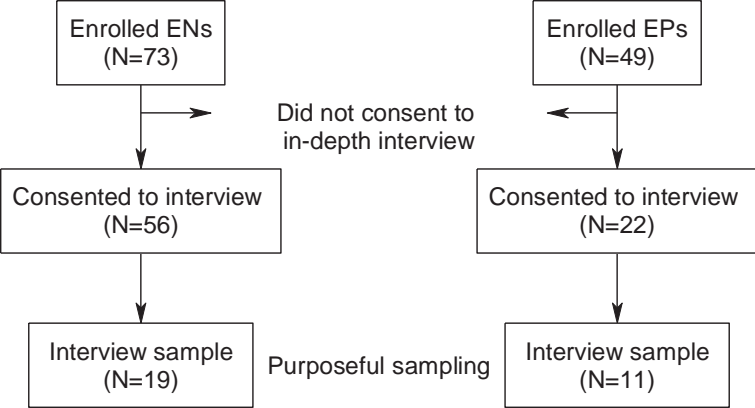 Enrolled ENs
(N=73)
Enrolled EPs
(N=49)
Did not consent to
in-depth interview
Consented to interview
(N=56)
Consented to interview
(N=22)
Interview sample
(N=19)
Purposeful sampling
Interview sample
(N=11)